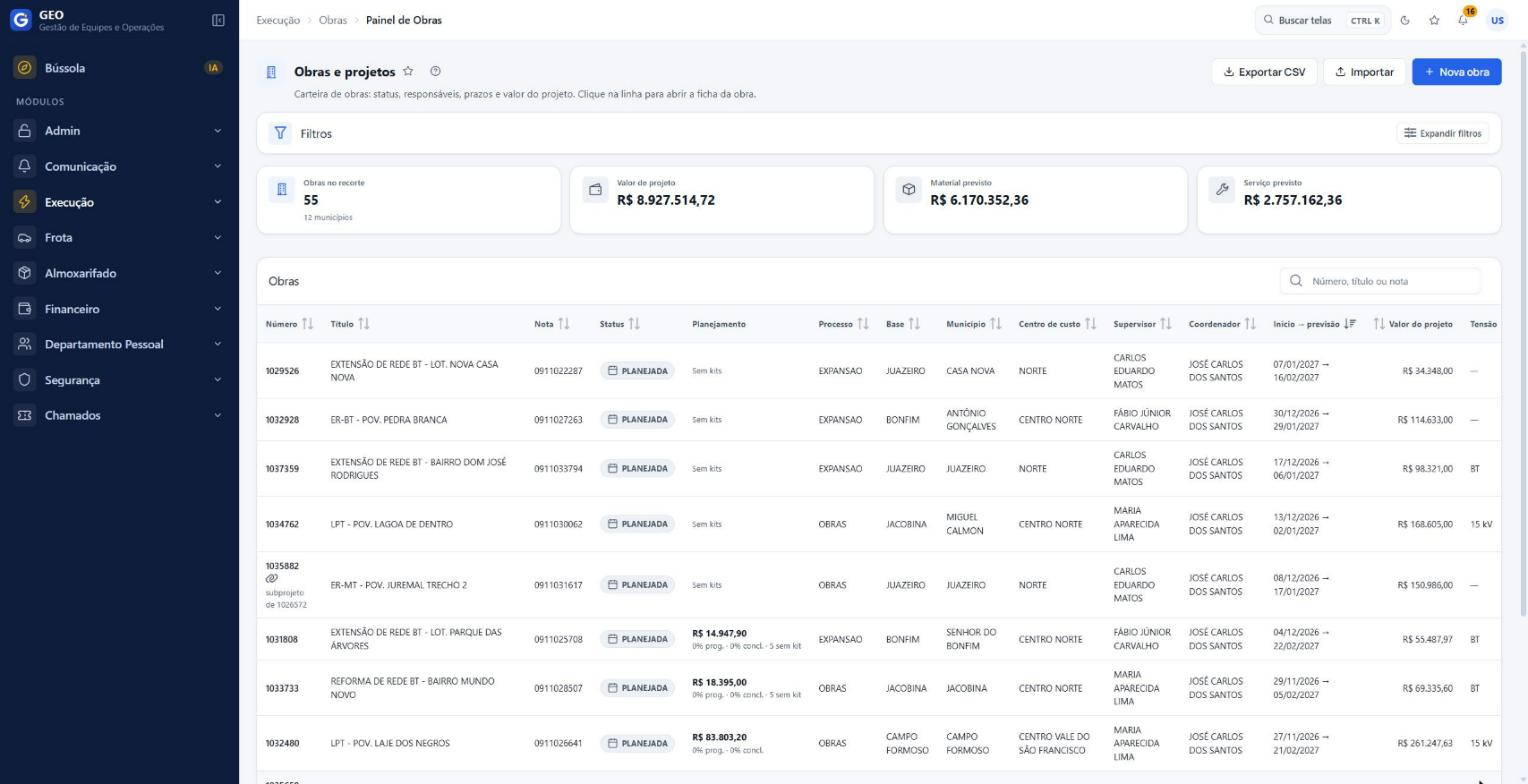 GEO
Gestão de Equipes e Operações
Bússola
IA
MÓDULOS
Admin
Comunicação
Execução
Frota
Almoxarifado
Financeiro
Departamento Pessoal
Segurança
Chamados
Execução > Obras > Painel de Obras
Buscar telas CTRL K
16
US
Obras e projetos
Carteira de obras: status, responsáveis, prazos e valor do projeto. Clique na linha para abrir a ficha da obra.
Exportar CSV
Importar
+ Nova obra
Filtros
Expandir filtros
Obras no recorte
55
12 municípios
Valor de projeto
R$ 8.927.514,72
Material previsto
R$ 6.170.352,36
Serviço previsto
R$ 2.757.162,36
Obras
Número, título ou nota
Número Título Nota Status Planejamento Processo Base Município Centro de custo Supervisor Coordenador Início → previsão Valor do projeto Tensão
1029526 EXTENSÃO DE REDE BT - LOT. NOVA CASA NOVA 0911022287 PLANEJADA Sem kits EXPANSAO JUAZEIRO CASA NOVA NORTE CARLOS EDUARDO MATOS JOSÉ CARLOS DOS SANTOS 07/01/2027 → 16/02/2027 R$ 34.348,00 —
1032928 ER-BT - POV. PEDRA BRANCA 0911027263 PLANEJADA Sem kits EXPANSAO BONFIM ANTÔNIO GONÇALVES CENTRO NORTE FÁBIO JÚNIOR CARVALHO JOSÉ CARLOS DOS SANTOS 30/12/2026 → 29/01/2027 R$ 114.633,00 —
1037359 EXTENSÃO DE REDE BT - BAIRRO DOM JOSÉ RODRIGUES 0911033794 PLANEJADA Sem kits EXPANSAO JUAZEIRO JUAZEIRO NORTE CARLOS EDUARDO MATOS JOSÉ CARLOS DOS SANTOS 17/12/2026 → 06/01/2027 R$ 98.321,00 BT
1034762 LPT - POV. LAGOA DE DENTRO 0911030062 PLANEJADA Sem kits OBRAS JACOBINA MIGUEL CALMON CENTRO NORTE MARIA APARECIDA LIMA JOSÉ CARLOS DOS SANTOS 13/12/2026 → 02/01/2027 R$ 168.605,00 15 kV
1035882 subprojeto de 1026572 ER-MT - POV. JUREMAL TRECHO 2 0911031617 PLANEJADA Sem kits OBRAS JUAZEIRO JUAZEIRO NORTE CARLOS EDUARDO MATOS JOSÉ CARLOS DOS SANTOS 08/12/2026 → 17/01/2027 R$ 150.986,00 —
1031808 EXTENSÃO DE REDE BT - LOT. PARQUE DAS ÁRVORES 0911025708 PLANEJADA R$ 14.947,90 0% prog. · 0% concl. · 5 sem kit EXPANSAO BONFIM SENHOR DO BONFIM CENTRO NORTE FÁBIO JÚNIOR CARVALHO JOSÉ CARLOS DOS SANTOS 04/12/2026 → 22/02/2027 R$ 55.487,97 BT
1033733 REFORMA DE REDE BT - BAIRRO MUNDO NOVO 0911028507 PLANEJADA R$ 18.395,00 0% prog. · 0% concl. · 5 sem kit OBRAS JACOBINA JACOBINA CENTRO NORTE MARIA APARECIDA LIMA JOSÉ CARLOS DOS SANTOS 29/11/2026 → 05/02/2027 R$ 69.335,60 BT
1032480 LPT - POV. LAJE DOS NEGROS 0911026641 PLANEJADA R$ 83.803,20 0% prog. · 0% concl. OBRAS CAMPO FORMOSO CAMPO FORMOSO CENTRO VALE DO SÃO FRANCISCO MARIA APARECIDA LIMA JOSÉ CARLOS DOS SANTOS 27/11/2026 → 21/02/2027 R$ 261.247,63 15 kV